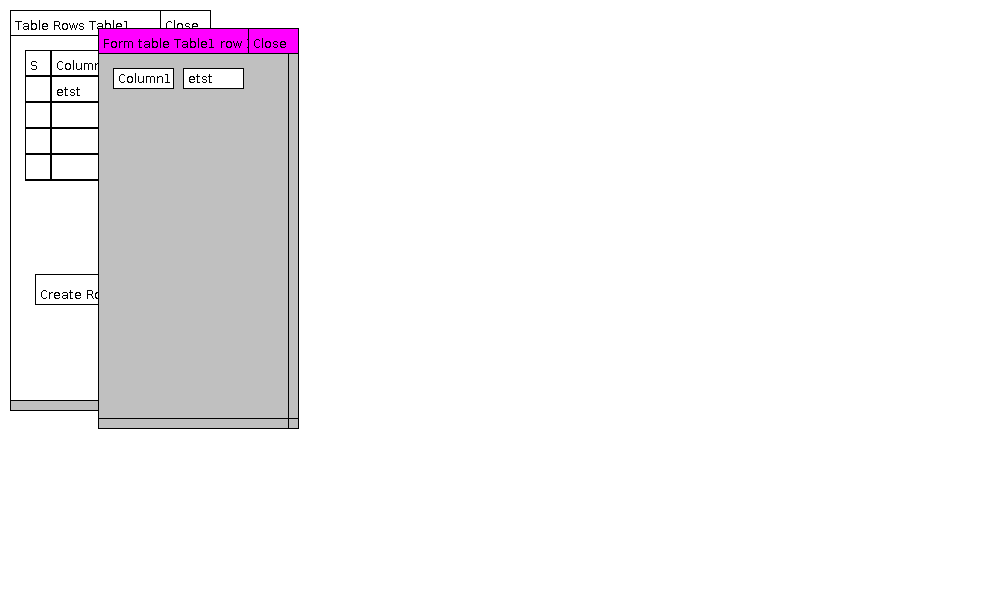 Table Rows Table1 Close
Form table Table1 row Close
S Column
Column1 etst
etst
Create Ro